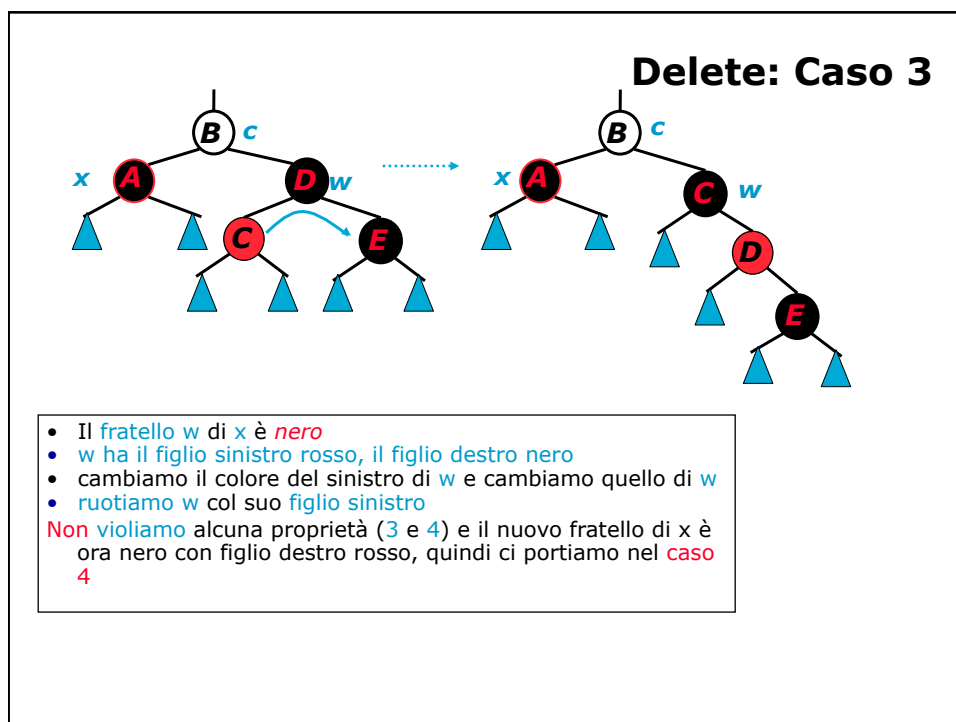 Delete: Caso 3
B c
x A D w
C E
B c
x A C w
D
E
• Il fratello w di x è nero
• w ha il figlio sinistro rosso, il figlio destro nero
• cambiamo il colore del sinistro di w e cambiamo quello di w
• ruotiamo w col suo figlio sinistro
Non violiamo alcuna proprietà (3 e 4) e il nuovo fratello di x è
ora nero con figlio destro rosso, quindi ci portiamo nel caso
4